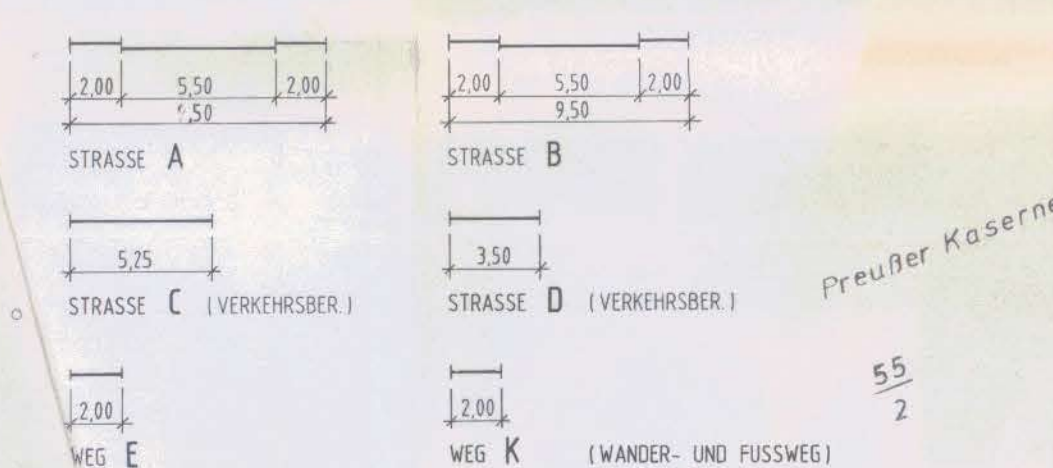 2,00 5,50 2,00
9,50
STRASSE A
2,00 5,50 2,00
9,50
STRASSE B
5,25
STRASSE C (VERKEHRSBER.)
3,50
STRASSE D (VERKEHRSBER.)
Preußer Kaserne
2,00
WEG E
2,00
WEG K (WANDER- UND FUSSWEG)
55
2